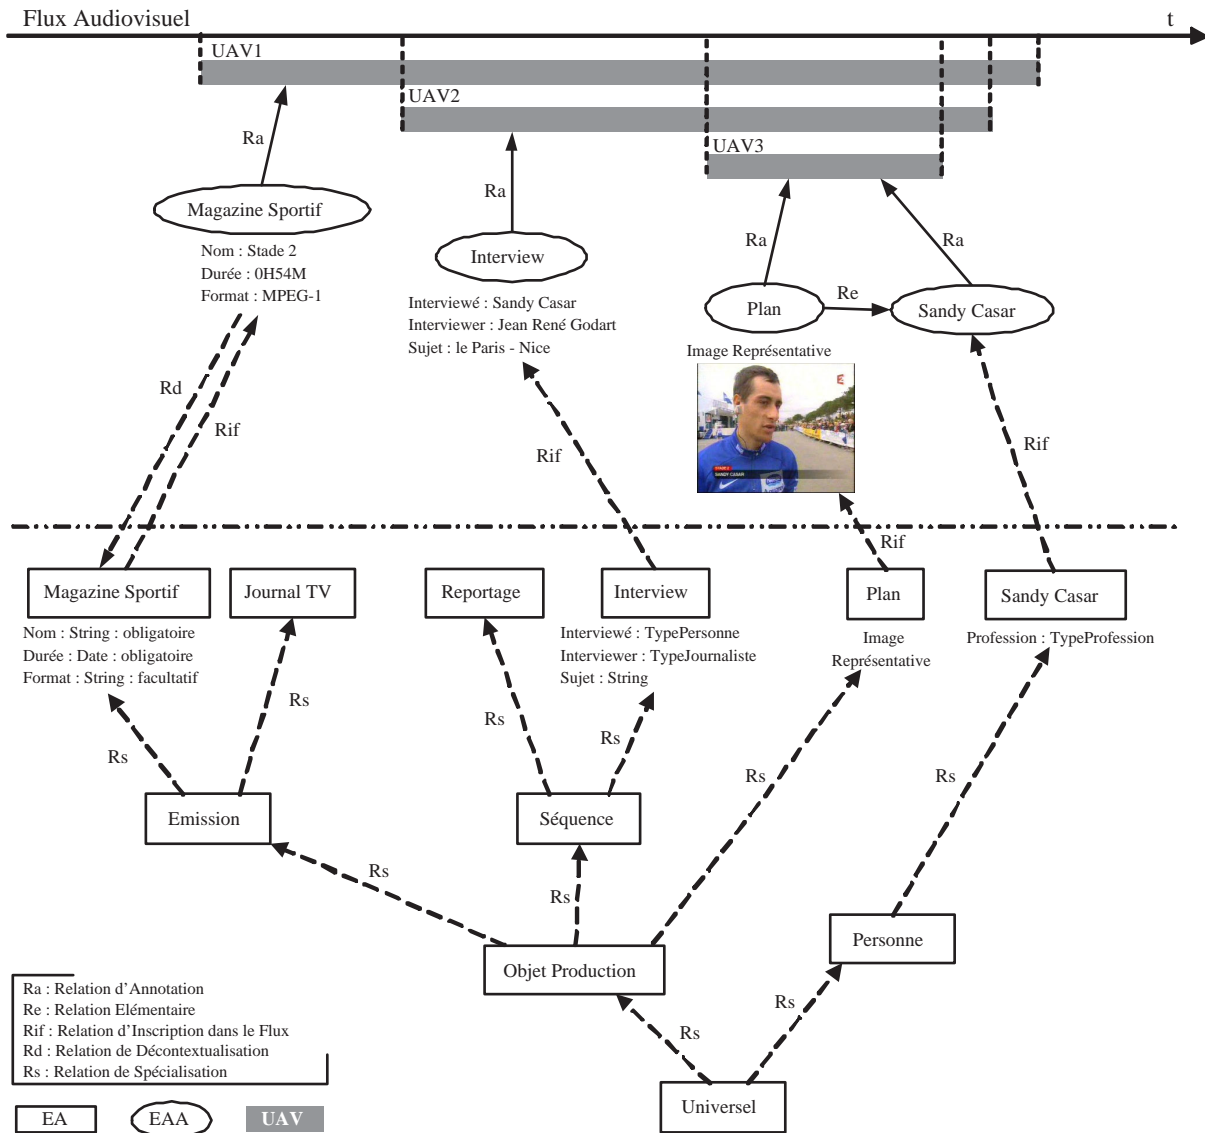 Flux Audiovisuel
t
UAV1
UAV2
UAV3
Ra
Ra
Ra
Ra
Magazine Sportif
Nom : Stade 2
Durée : 0H54M
Format : MPEG-1
Interview
Interviewé : Sandy Casar
Interviewer : Jean René Godart
Sujet : le Paris - Nice
Plan
Re
Sandy Casar
Image Représentative
STADE 2
SANDY CASAR
Rd
Rif
Rif
Rif
Rif
Magazine Sportif
Nom : String : obligatoire
Durée : Date : obligatoire
Format : String : facultatif
Journal TV
Reportage
Interview
Interviewé : TypePersonne
Interviewer : TypeJournaliste
Sujet : String
Plan
Image
Représentative
Sandy Casar
Profession : TypeProfession
Rs
Rs
Rs
Rs
Rs
Rs
Emission
Séquence
Rs
Rs
Personne
Objet Production
Rs
Rs
Universel
Ra : Relation d'Annotation
Re : Relation Elémentaire
Rif : Relation d'Inscription dans le Flux
Rd : Relation de Décontextualisation
Rs : Relation de Spécialisation
EA
EAA
UAV